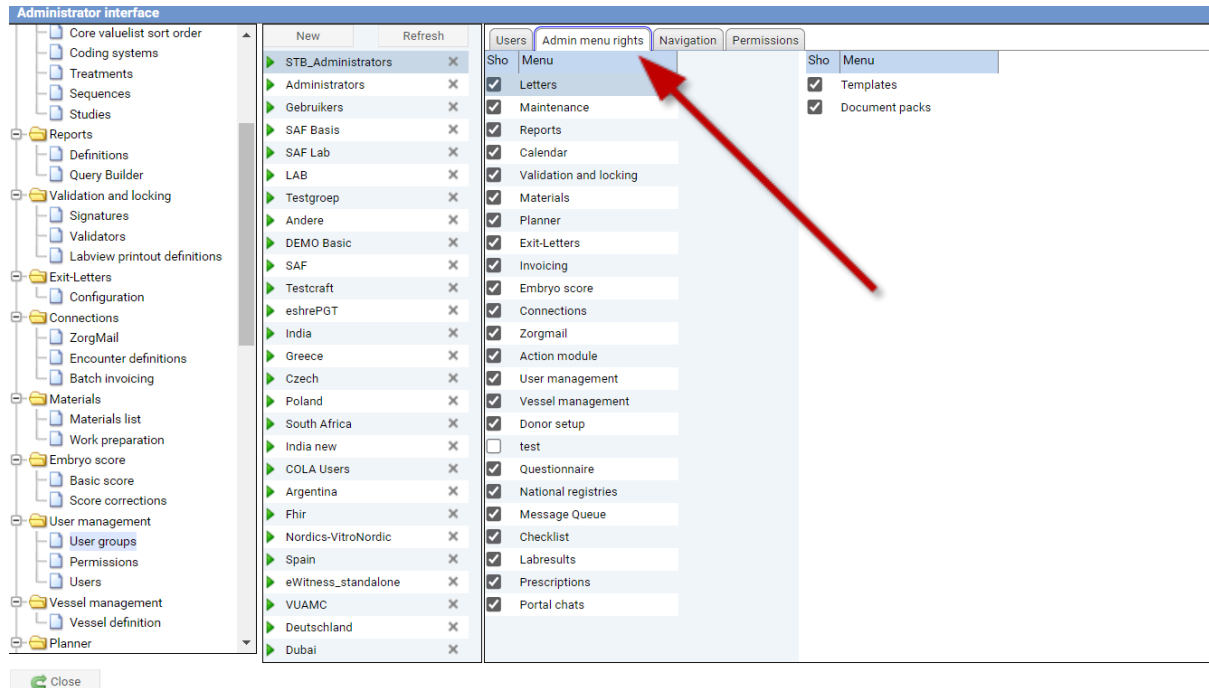 Administrator interface
Core valuelist sort order
Coding systems
Treatments
Sequences
Studies
Reports
Definitions
Query Builder
Validation and locking
Signatures
Validators
Labview printout definitions
Exit-Letters
Configuration
Connections
ZorgMail
Encounter definitions
Batch invoicing
Materials
Materials list
Work preparation
Embryo score
Basic score
Score corrections
User management
User groups
Permissions
Users
Vessel management
Vessel definition
Planner
New Refresh
STB_Administrators
Administrators
Gebruikers
SAF Basis
SAF Lab
LAB
Testgroep
Andere
DEMO Basic
SAF
Testcraft
eshrePGT
India
Greece
Czech
Poland
South Africa
India new
COLA Users
Argentina
Fhir
Nordics-VitroNordic
Spain
eWitness_standalone
VUAMC
Deutschland
Dubai
Users Admin menu rights Navigation Permissions
Sho Menu
Letters
Maintenance
Reports
Calendar
Validation and locking
Materials
Planner
Exit-Letters
Invoicing
Embryo score
Connections
Zorgmail
Action module
User management
Vessel management
Donor setup
test
Questionnaire
National registries
Message Queue
Checklist
Labresults
Prescriptions
Portal chats
Sho Menu
Templates
Document packs
Close